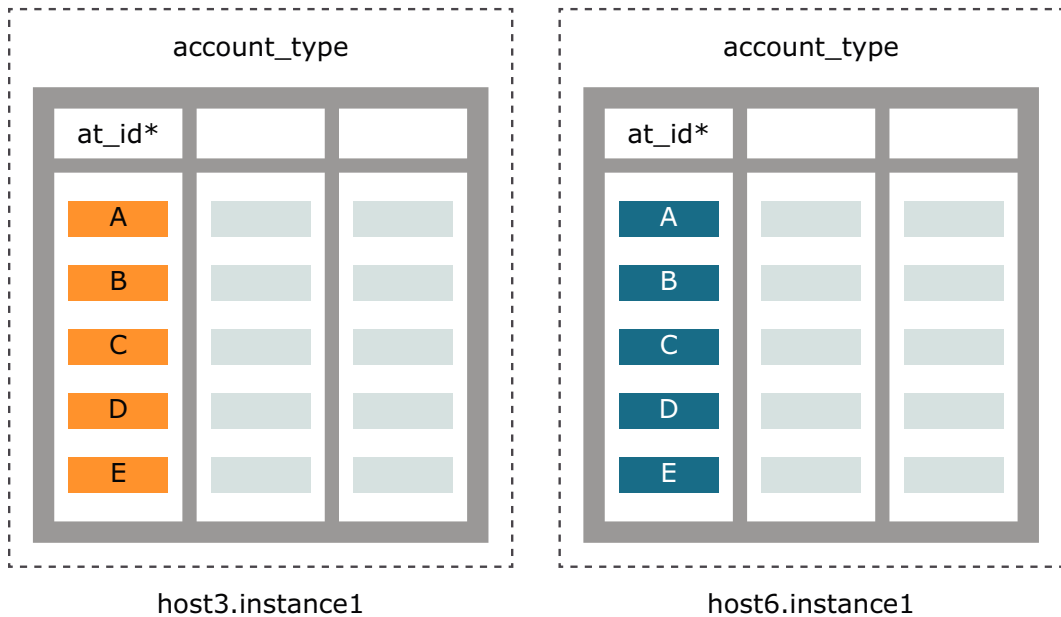 account_type
at_id*
A
B
C
D
E
host3.instance1
account_type
at_id*
A
B
C
D
E
host6.instance1